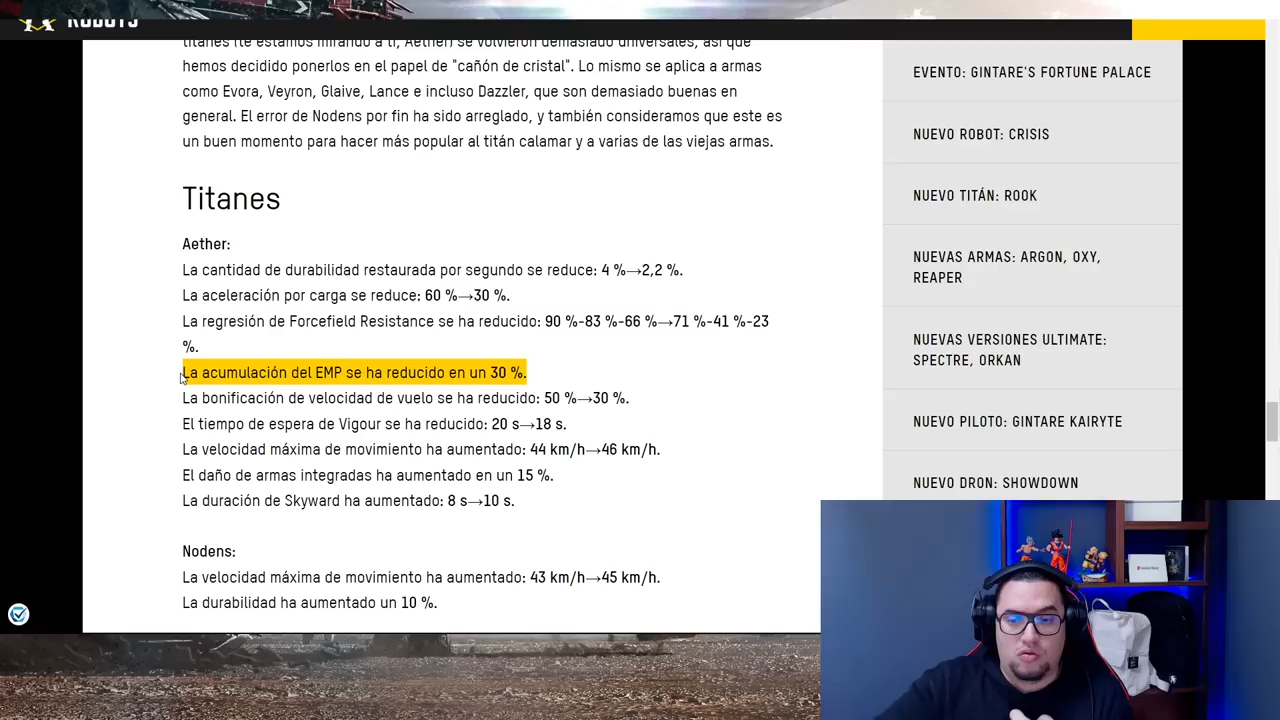 ROBOTS
titanes (te estamos mirando a ti, Aether) se volvieron demasiado universales, así que
hemos decidido ponerlos en el papel de "cañón de cristal". Lo mismo se aplica a armas
como Evora, Veyron, Glaive, Lance e incluso Dazzler, que son demasiado buenas en
general. El error de Nodens por fin ha sido arreglado, y también consideramos que este es
un buen momento para hacer más popular al titán calamar y a varias de las viejas armas.
Titanes
Aether:
La cantidad de durabilidad restaurada por segundo se reduce: 4 %→2,2 %.
La aceleración por carga se reduce: 60 %→30 %.
La regresión de Forcefield Resistance se ha reducido: 90 %-83 %-66 %→71 %-41 %-23
%.
La acumulación del EMP se ha reducido en un 30 %.
La bonificación de velocidad de vuelo se ha reducido: 50 %→30 %.
El tiempo de espera de Vigour se ha reducido: 20 s→18 s.
La velocidad máxima de movimiento ha aumentado: 44 km/h→46 km/h.
El daño de armas integradas ha aumentado en un 15 %.
La duración de Skyward ha aumentado: 8 s→10 s.
Nodens:
La velocidad máxima de movimiento ha aumentado: 43 km/h→45 km/h.
La durabilidad ha aumentado un 10 %.
EVENTO: GINTARE'S FORTUNE PALACE
NUEVO ROBOT: CRISIS
NUEVO TITÁN: ROOK
NUEVAS ARMAS: ARGON, OXY,
REAPER
NUEVAS VERSIONES ULTIMATE:
SPECTRE, ORKAN
NUEVO PILOTO: GINTARE KAIRYTE
NUEVO DRON: SHOWDOWN